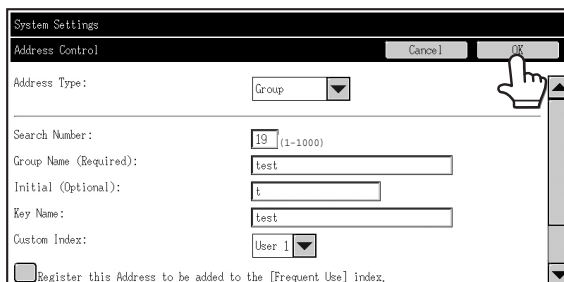 System Settings
Address Control Cancel OK
Address Type: Group
Search Number: 19 (1-1000)
Group Name (Required): test
Initial (Optional): t
Key Name: test
Custom Index: User 1
Register this Address to be added to the [Frequent Use] index.